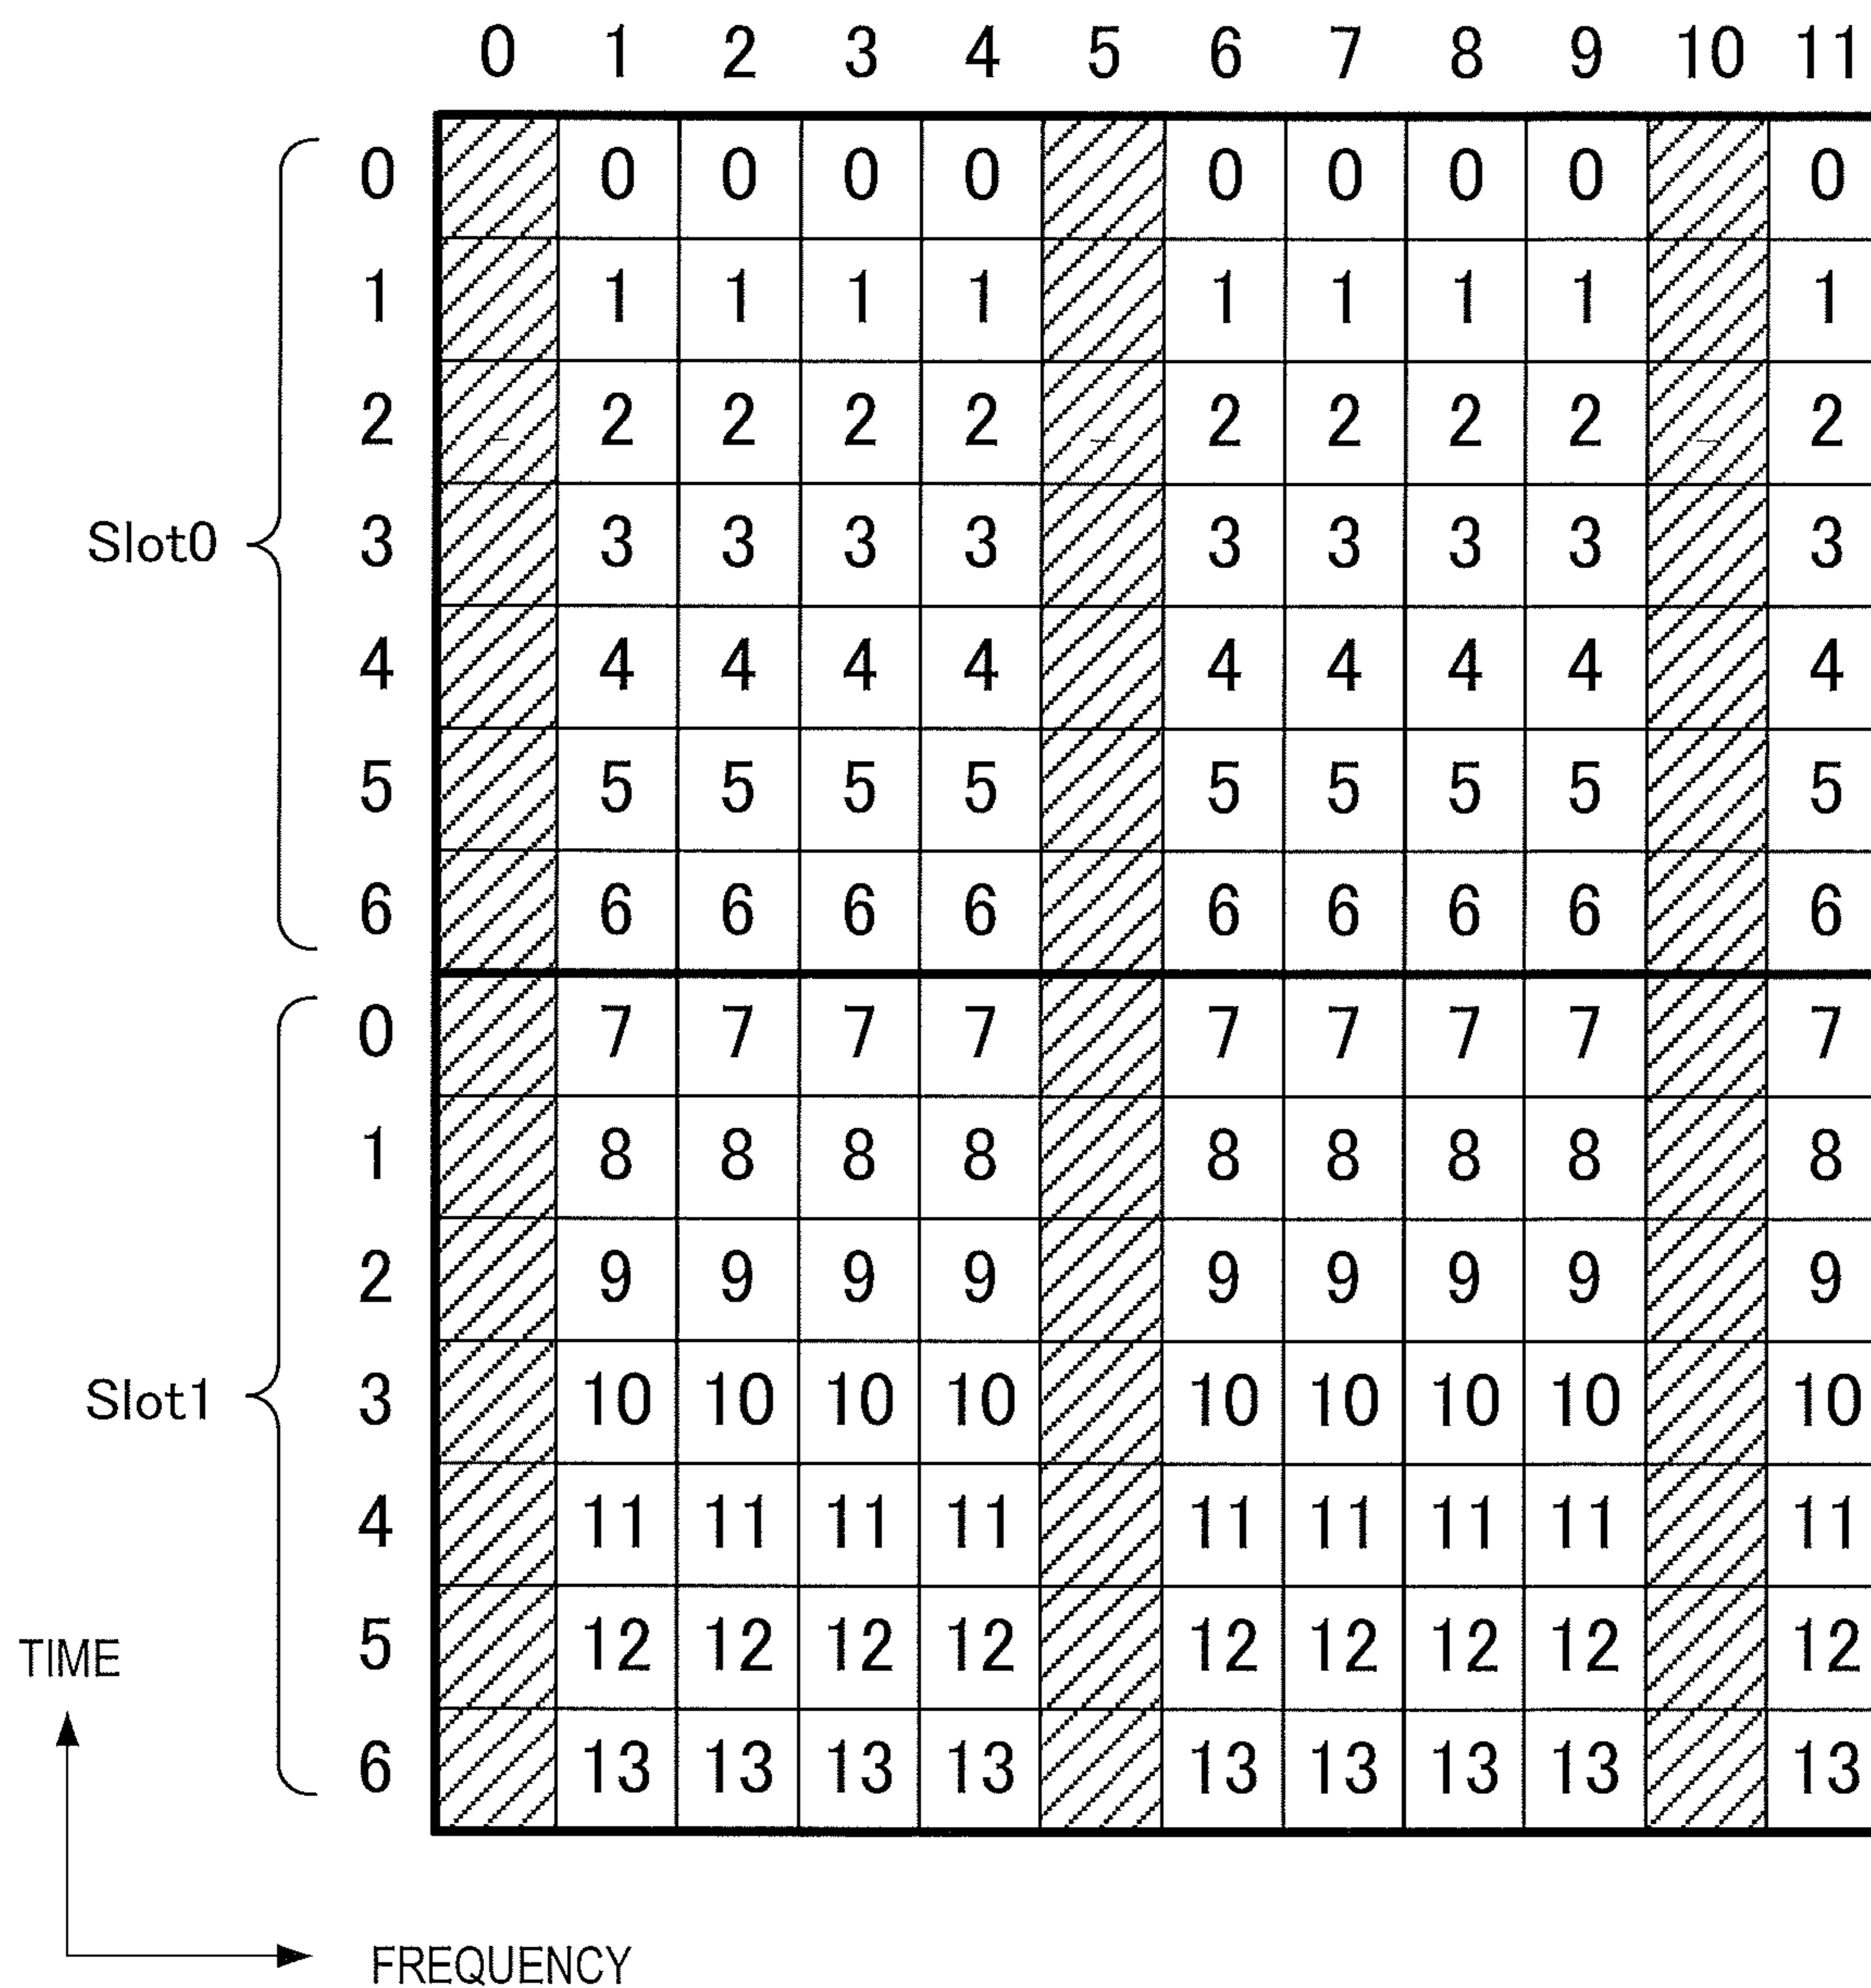 0 1 2 3 4 5 6 7 8 9 10 11
0 0 0 0 0 0 0 0 0 0
1 1 1 1 1 1 1 1 1 1
2 2 2 2 2 2 2 2 2 2
Slot0 3 3 3 3 3 3 3 3 3 3
4 4 4 4 4 4 4 4 4 4
5 5 5 5 5 5 5 5 5 5
6 6 6 6 6 6 6 6 6 6
0 7 7 7 7 7 7 7 7 7
1 8 8 8 8 8 8 8 8 8
2 9 9 9 9 9 9 9 9 9
Slot1 3 10 10 10 10 10 10 10 10 10
4 11 11 11 11 11 11 11 11 11
5 12 12 12 12 12 12 12 12 12
TIME
6 13 13 13 13 13 13 13 13 13
FREQUENCY